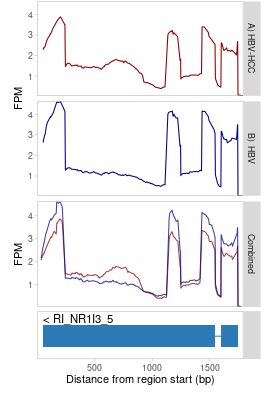 4
3
2
1
FPM
A) HBV-HCC
4
3
2
1
FPM
B) HBV
4
3
2
1
Combined
< RI_NR1I3_5
500 1000 1500
Distance from region start (bp)